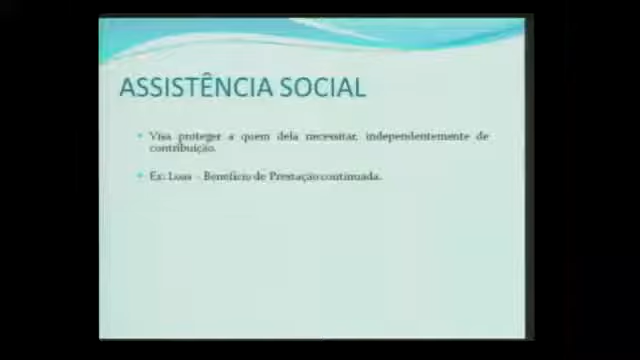 ASSISTÊNCIA SOCIAL
Visa proteger a quem dela necessitar, independentemente de
contribuição.
Ex: Loas – Benefício de Prestação continuada.